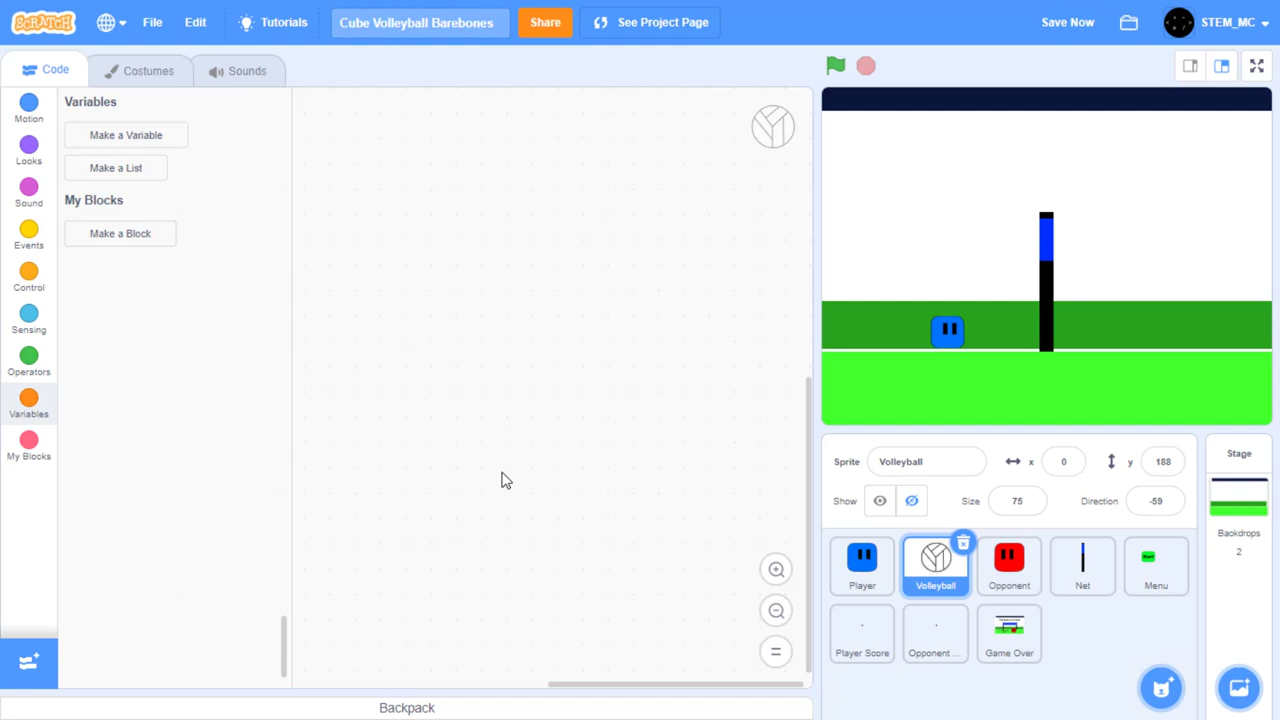 SCRATCH
File
Edit
Tutorials
Cube Volleyball Barebones
Share
See Project Page
Save Now
STEM_MC
Code
Costumes
Sounds
Motion
Looks
Sound
Events
Control
Sensing
Operators
Variables
My Blocks
Variables
Make a Variable
Make a List
My Blocks
Make a Block
Backpack
Sprite
Volleyball
x
0
y
188
Show
Size
75
Direction
-59
Player
Volleyball
Opponent
Net
Menu
Player Score
Opponent ...
Game Over
Stage
Backdrops
2